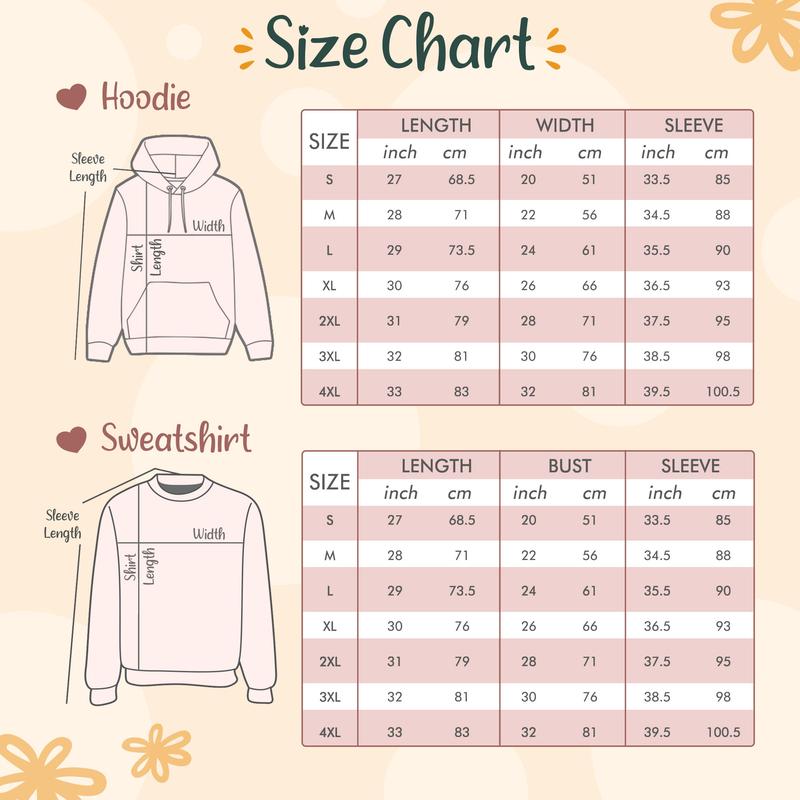 Size Chart
Hoodie
Sleeve
Length
Width
Shirt
Length
SIZE LENGTH WIDTH SLEEVE
inch cm inch cm inch cm
S 27 68.5 20 51 33.5 85
M 28 71 22 56 34.5 88
L 29 73.5 24 61 35.5 90
XL 30 76 26 66 36.5 93
2XL 31 79 28 71 37.5 95
3XL 32 81 30 76 38.5 98
4XL 33 83 32 81 39.5 100.5
Sweatshirt
Sleeve
Length
Width
Shirt
Length
SIZE LENGTH BUST SLEEVE
inch cm inch cm inch cm
S 27 68.5 20 51 33.5 85
M 28 71 22 56 34.5 88
L 29 73.5 24 61 35.5 90
XL 30 76 26 66 36.5 93
2XL 31 79 28 71 37.5 95
3XL 32 81 30 76 38.5 98
4XL 33 83 32 81 39.5 100.5